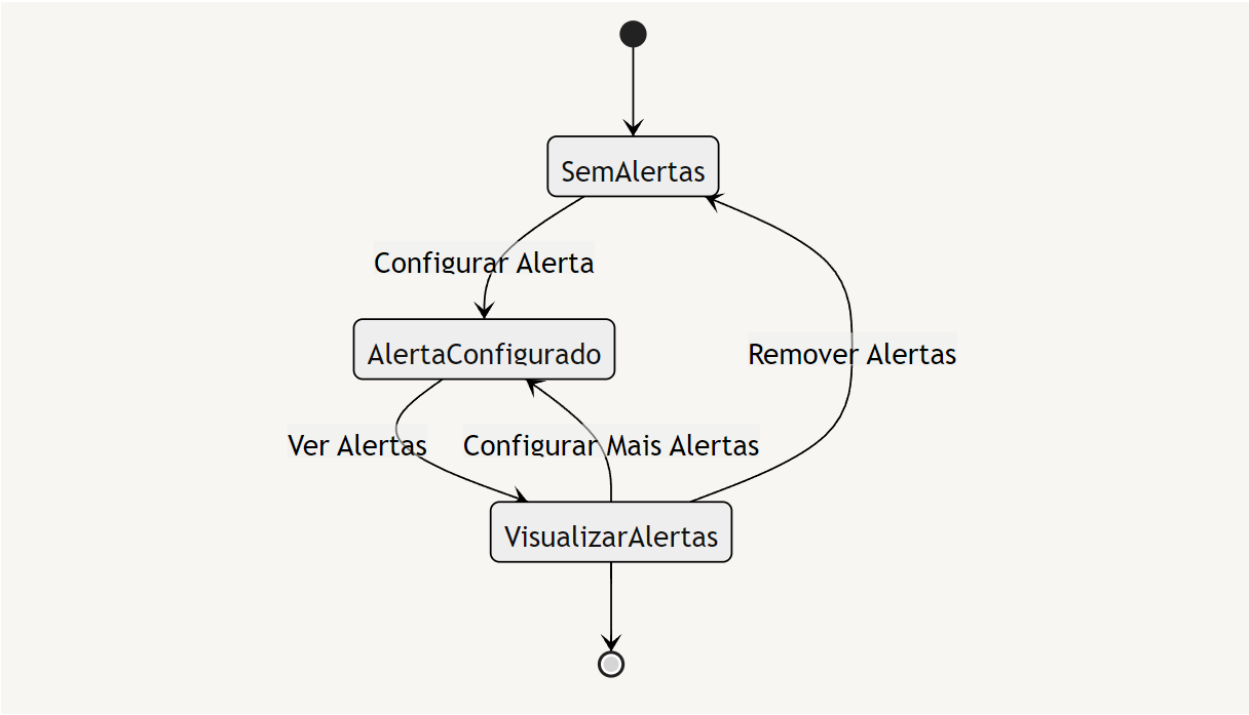 SemAlertas
Configurar Alerta
AlertaConfigurado
Remover Alertas
Ver Alertas
Configurar Mais Alertas
VisualizarAlertas